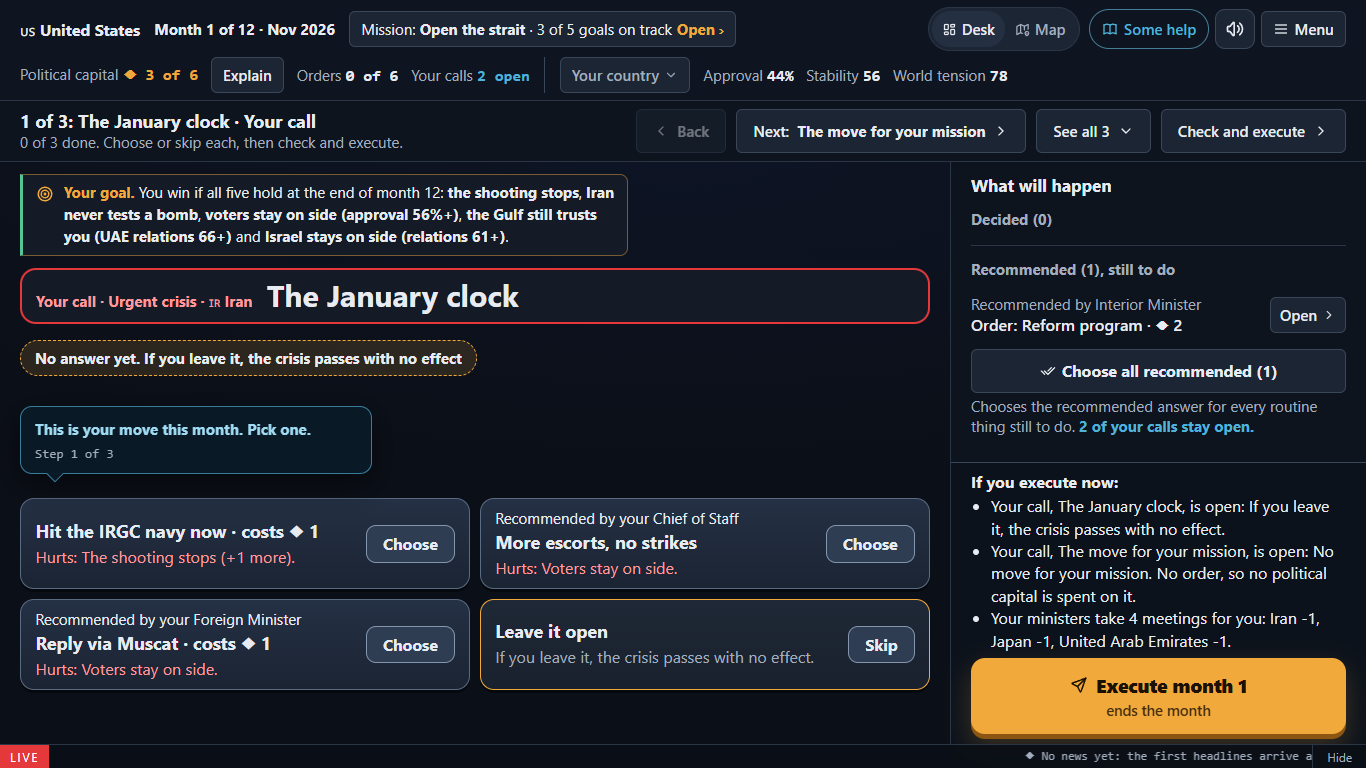 US United States Month 1 of 12 · Nov 2026 Mission: Open the strait · 3 of 5 goals on track Open › Desk Map Some help Menu
Political capital ◆ 3 of 6 Explain Orders 0 of 6 Your calls 2 open Your country Approval 44% Stability 56 World tension 78
1 of 3: The January clock · Your call
0 of 3 done. Choose or skip each, then check and execute.
Back Next: The move for your mission See all 3 Check and execute
Your goal. You win if all five hold at the end of month 12: the shooting stops, Iran
never tests a bomb, voters stay on side (approval 56%+), the Gulf still trusts
you (UAE relations 66+) and Israel stays on side (relations 61+).
Your call · Urgent crisis · IR Iran The January clock
No answer yet. If you leave it, the crisis passes with no effect
This is your move this month. Pick one.
Step 1 of 3
Hit the IRGC navy now · costs ◆ 1
Hurts: The shooting stops (+1 more).
Choose
Recommended by your Chief of Staff
More escorts, no strikes
Hurts: Voters stay on side.
Choose
Recommended by your Foreign Minister
Reply via Muscat · costs ◆ 1
Hurts: Voters stay on side.
Choose
Leave it open
If you leave it, the crisis passes with no effect.
Skip
What will happen
Decided (0)
Recommended (1), still to do
Recommended by Interior Minister
Order: Reform program · ◆ 2
Open
Choose all recommended (1)
Chooses the recommended answer for every routine
thing still to do. 2 of your calls stay open.
If you execute now:
• Your call, The January clock, is open: If you leave
it, the crisis passes with no effect.
• Your call, The move for your mission, is open: No
move for your mission. No order, so no political
capital is spent on it.
• Your ministers take 4 meetings for you: Iran -1,
Japan -1, United Arab Emirates -1.
Execute month 1
ends the month
LIVE ◆ No news yet: the first headlines arrive a Hide